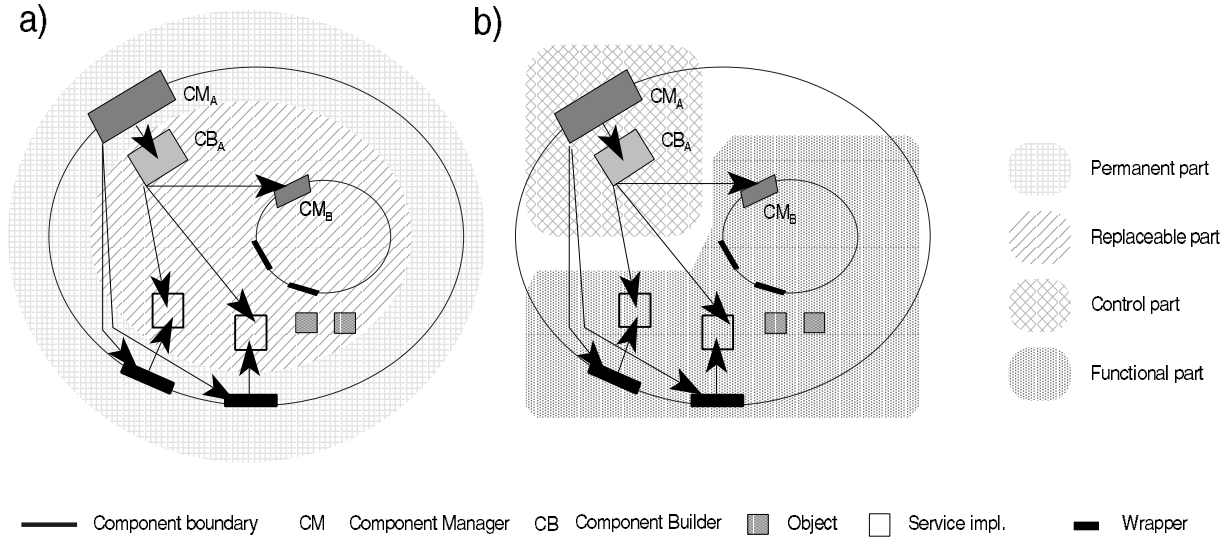 a)
CMA
CBA
CMB
b)
CMA
CBA
CMB
Permanent part
Replaceable part
Control part
Functional part
Component boundary CM Component Manager CB Component Builder Object Service impl. Wrapper